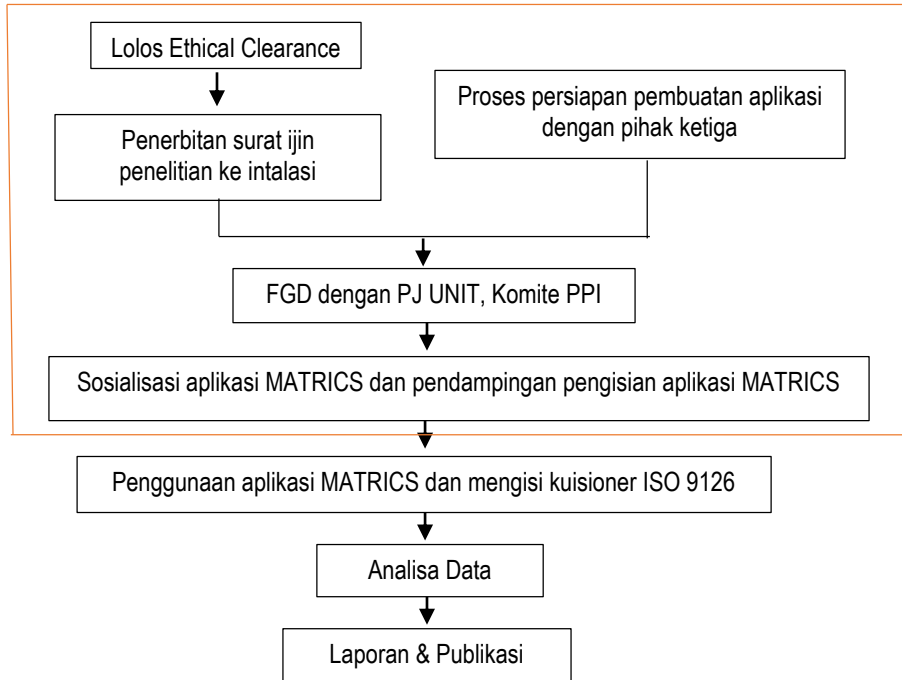 Lolos Ethical Clearance
Proses persiapan pembuatan aplikasi
dengan pihak ketiga
Penerbitan surat ijin
penelitian ke intalasi
FGD dengan PJ UNIT, Komite PPI
Sosialisasi aplikasi MATRICS dan pendampingan pengisian aplikasi MATRICS
Penggunaan aplikasi MATRICS dan mengisi kuisioner ISO 9126
Analisa Data
Laporan & Publikasi